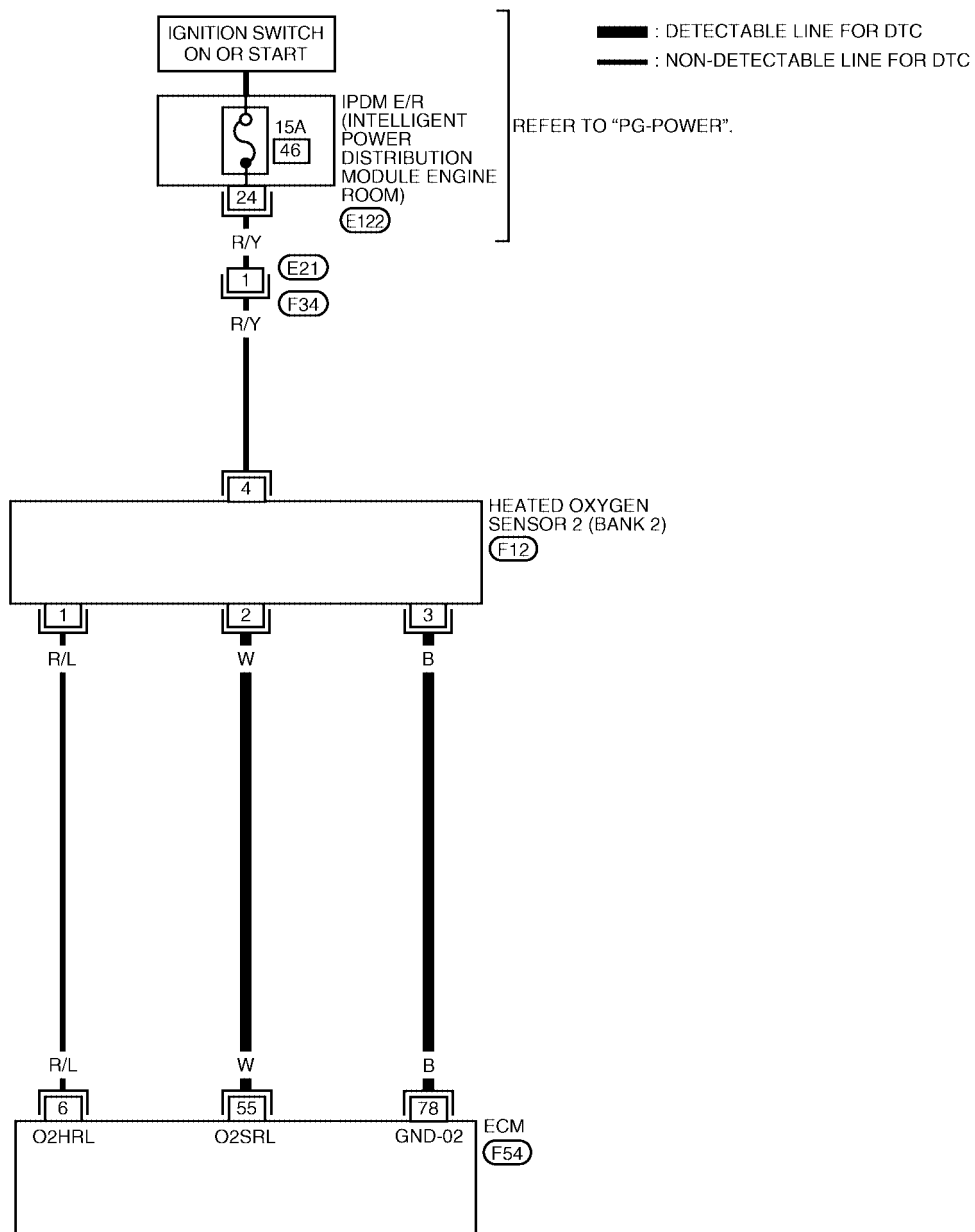 IGNITION SWITCH
ON OR START
: DETECTABLE LINE FOR DTC
: NON-DETECTABLE LINE FOR DTC
15A
46
IPDM E/R
(INTELLIGENT
POWER
DISTRIBUTION
MODULE ENGINE
ROOM)
E122
REFER TO “PG-POWER”.
24
R/Y
1
E21
F34
R/Y
4
HEATED OXYGEN
SENSOR 2 (BANK 2)
F12
1
2
3
R/L
W
B
R/L
W
B
6
55
78
O2HRL
O2SRL
GND-02
ECM
F54